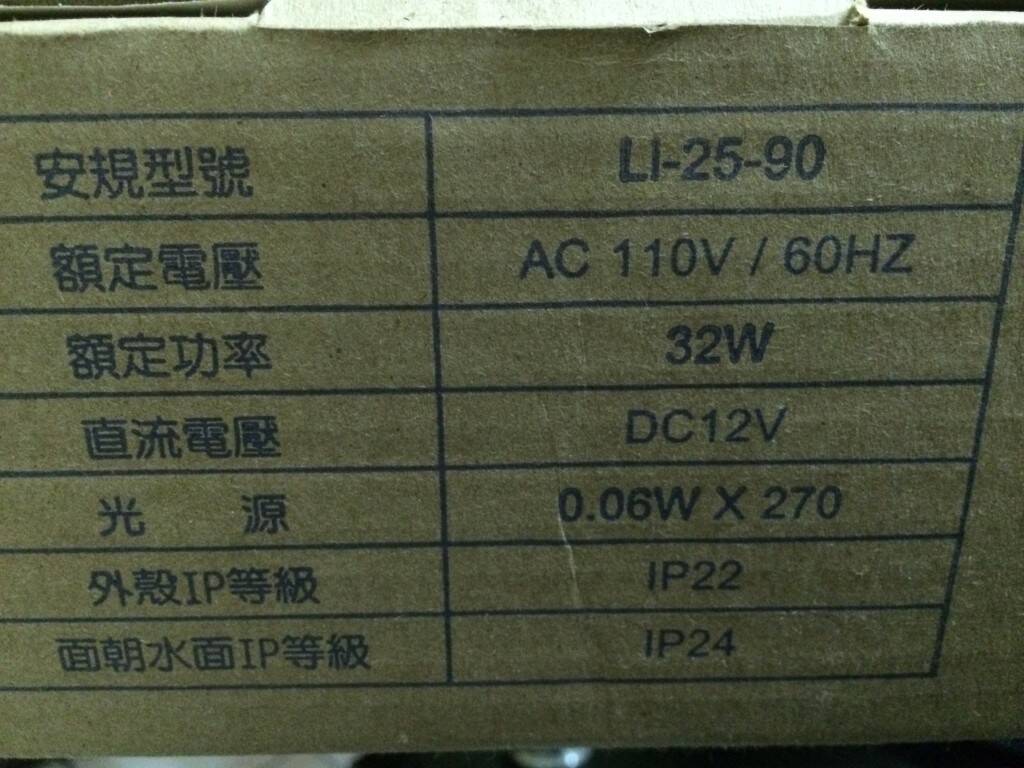 安規型號 LI-25-90
額定電壓 AC 110V / 60HZ
額定功率 32W
直流電壓 DC12V
光 源 0.06W X 270
外殼IP等級 IP22
面朝水面IP等級 IP24